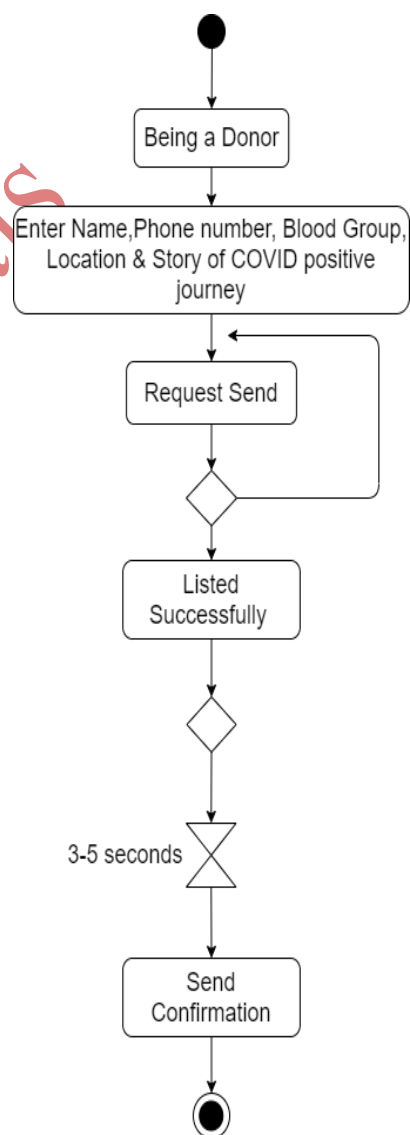 Being a Donor
Enter Name,Phone number, Blood Group,
Location & Story of COVID positive
journey
Request Send
Listed
Successfully
3-5 seconds
Send
Confirmation